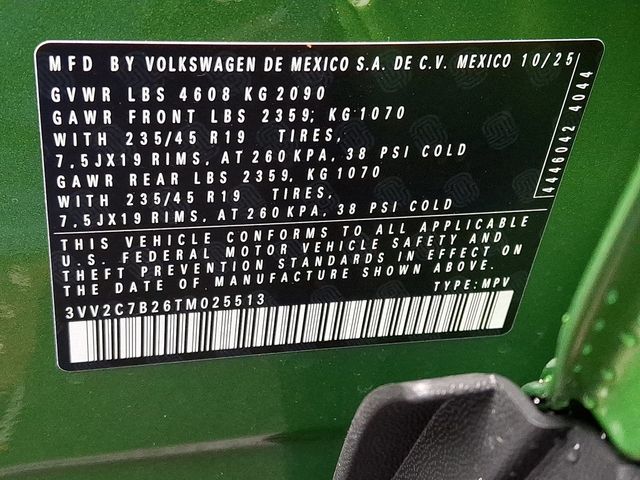 MFD BY VOLKSWAGEN DE MEXICO S.A. DE C.V. MEXICO 10/25
GVWR LBS 4608 KG 2090
GAWR FRONT LBS 2359, KG 1070
WITH 235/45 R19 TIRES,
7,5JX19 RIMS, AT 260 KPA, 38 PSI COLD
GAWR REAR LBS 2359, KG 1070
WITH 235/45 R19 TIRES,
7,5JX19 RIMS, AT 260 KPA, 38 PSI COLD
4446042 4044
THIS VEHICLE CONFORMS TO ALL APPLICABLE
U.S. FEDERAL MOTOR VEHICLE SAFETY AND
THEFT PREVENTION STANDARDS IN EFFECT ON
THE DATE OF MANUFACTURE SHOWN ABOVE.
TYPE: MPV
3VV2C7B26TM025513